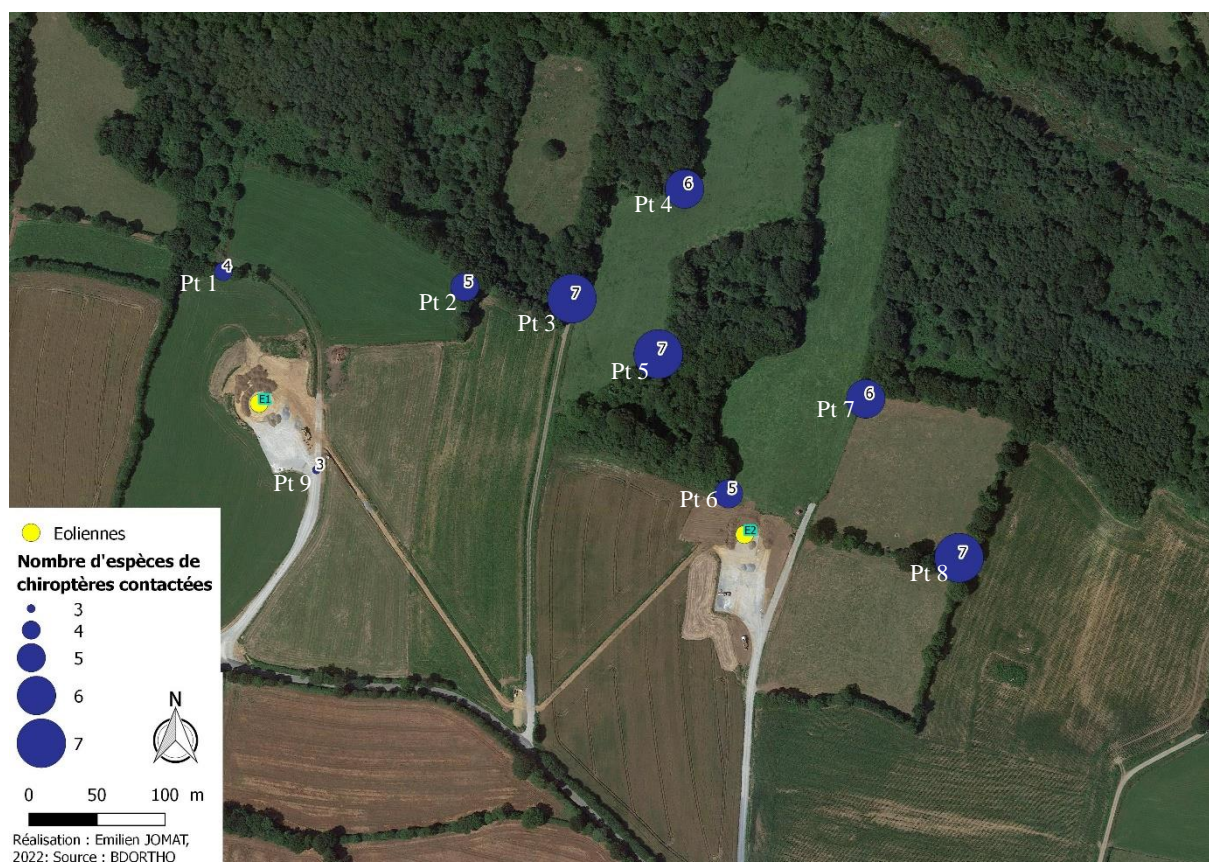 6
Pt 4
4
Pt 1
5
Pt 2
7
Pt 3
7
Pt 5
6
Pt 7
E1
3
Pt 9
5
Pt 6
E2
7
Pt 8
Eoliennes
Nombre d'espèces de
chiroptères contactées
3
4
5
6
7
N
0 50 100 m
Réalisation : Emilien JOMAT,
2022; Source : BDORTHO